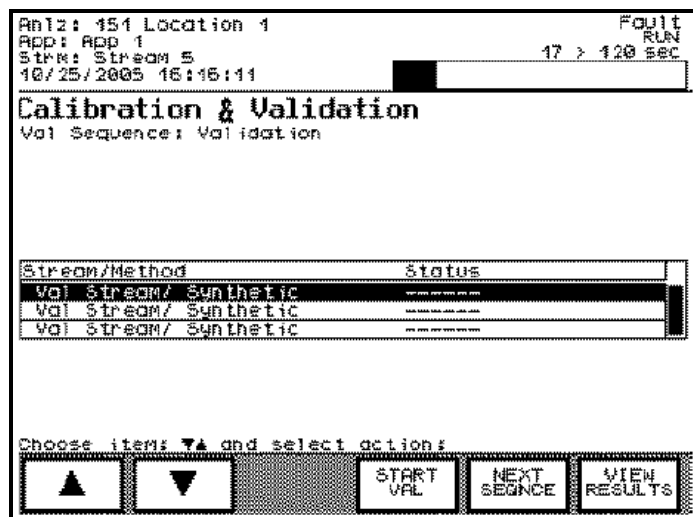 Anlz: 151 Location 1
App: App 1
Strm: Stream 5
10/25/2005 16:16:11
Fault
RUN
17 > 120 sec
Calibration & Validation
Val Sequence: Validation
Stream/Method Status
Val Stream/ Synthetic ------
Val Stream/ Synthetic ------
Val Stream/ Synthetic ------
Choose item: ▼▲ and select action:
▲ ▼
START
VAL
NEXT
SEQNCE
VIEW
RESULTS